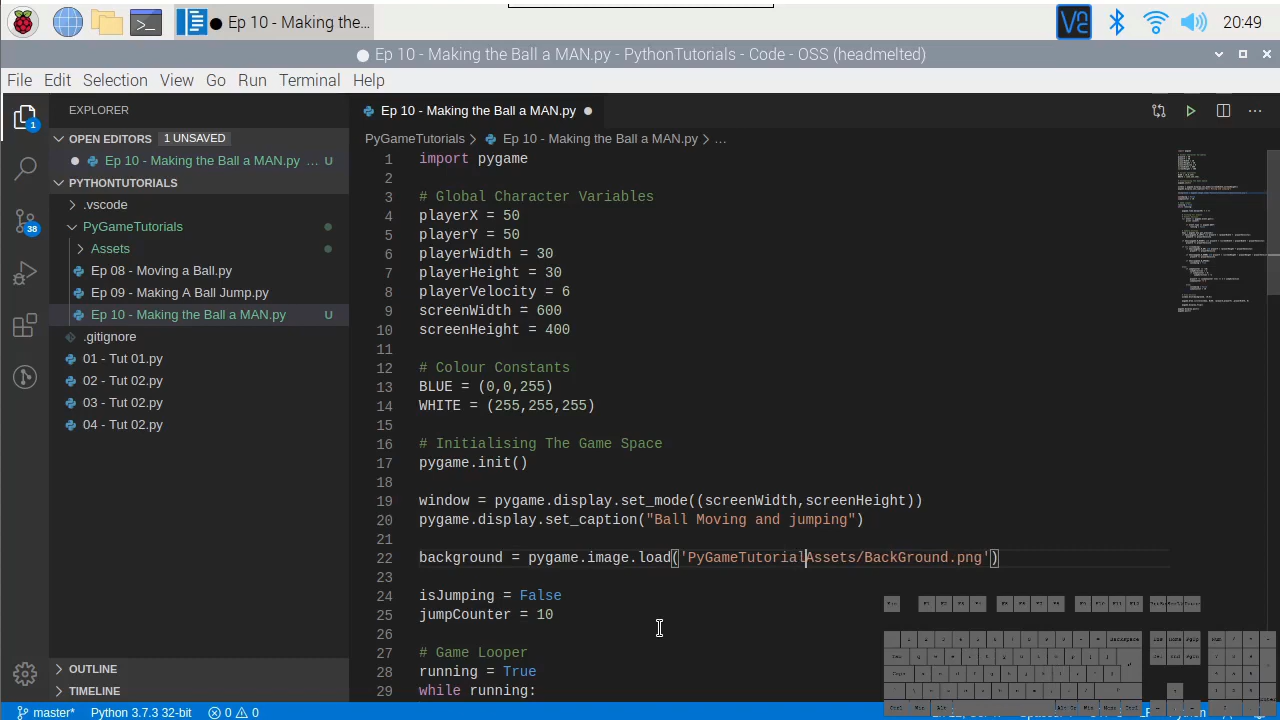 Ep 10 - Making the...
20:49
Ep 10 - Making the Ball a MAN.py - PythonTutorials - Code - OSS (headmelted)
File Edit Selection View Go Run Terminal Help
EXPLORER
OPEN EDITORS 1 UNSAVED
Ep 10 - Making the Ball a MAN.py ... U
PYTHONTUTORIALS
.vscode
PyGameTutorials
Assets
Ep 08 - Moving a Ball.py
Ep 09 - Making A Ball Jump.py
Ep 10 - Making the Ball a MAN.py U
.gitignore
01 - Tut 01.py
02 - Tut 02.py
03 - Tut 02.py
04 - Tut 02.py
OUTLINE
TIMELINE
1
38
Ep 10 - Making the Ball a MAN.py
PyGameTutorials > Ep 10 - Making the Ball a MAN.py > ...
1 import pygame
2
3 # Global Character Variables
4 playerX = 50
5 playerY = 50
6 playerWidth = 30
7 playerHeight = 30
8 playerVelocity = 6
9 screenWidth = 600
10 screenHeight = 400
11
12 # Colour Constants
13 BLUE = (0,0,255)
14 WHITE = (255,255,255)
15
16 # Initialising The Game Space
17 pygame.init()
18
19 window = pygame.display.set_mode((screenWidth,screenHeight))
20 pygame.display.set_caption("Ball Moving and jumping")
21
22 background = pygame.image.load('PyGameTutorialAssets/BackGround.png')
23
24 isJumping = False
25 jumpCounter = 10
26
27 # Game Looper
28 running = True
29 while running:
master* Python 3.7.3 32-bit 0 0